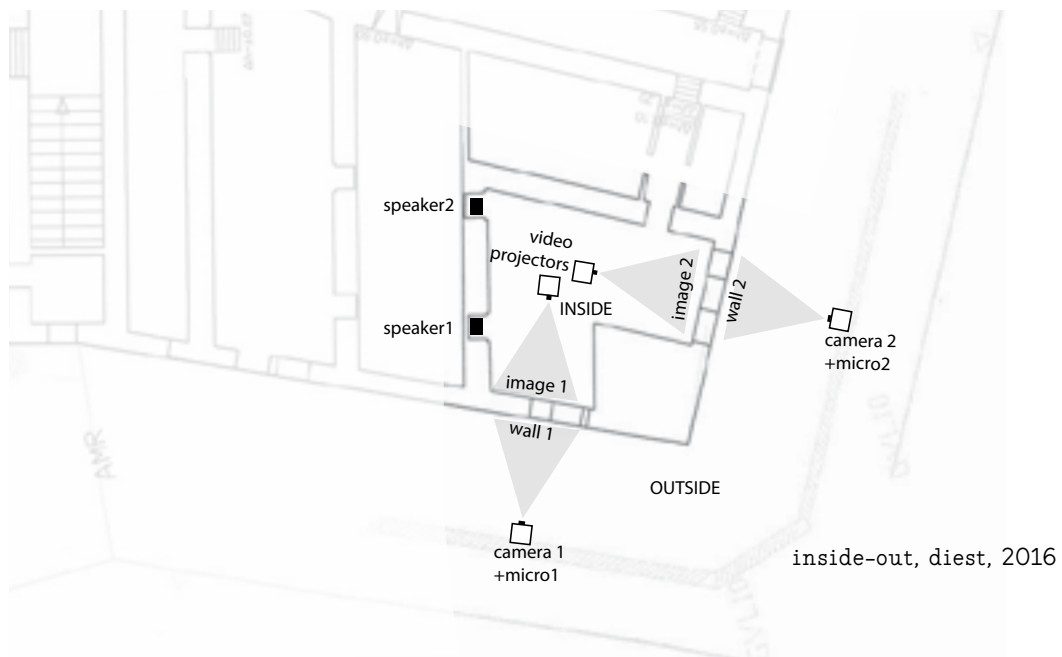 speaker2
video
projectors
image 2
wall 2
INSIDE
speaker1
camera 2
+micro2
image 1
wall 1
OUTSIDE
camera 1
+micro1
inside-out, diest, 2016
AMR